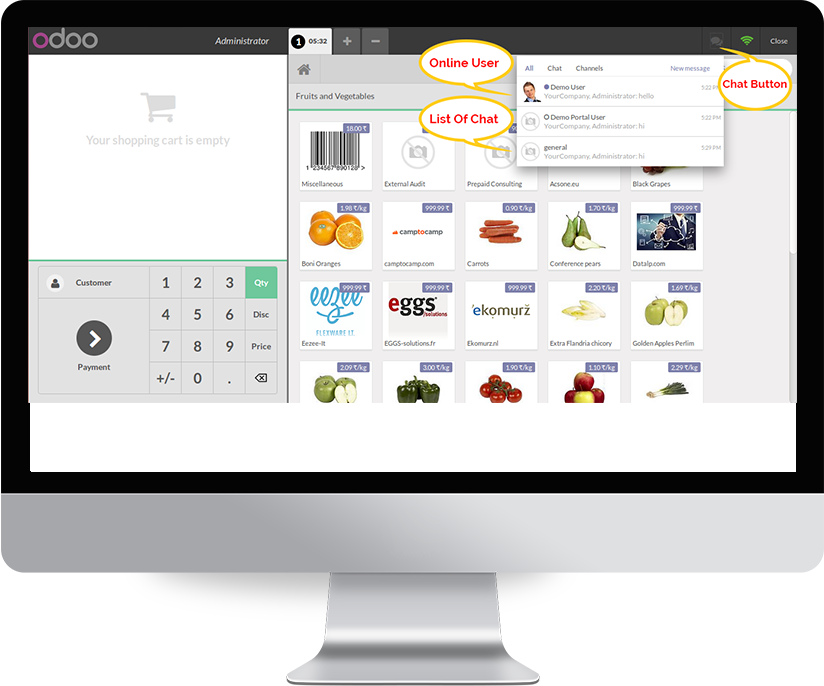 odoo
Administrator
1 05:32
Close
Your shopping cart is empty
Customer
1 2 3 Qty
4 5 6 Disc
7 8 9 Price
+/- 0 .
Payment
Fruits and Vegetables
Online User
List Of Chat
Chat Button
All Chat Channels New message
Demo User 5:22 PM
YourCompany, Administrator: hello
Demo Portal User 5:22 PM
YourCompany, Administrator: hi
general 5:29 PM
YourCompany, Administrator: hi
18.00 ₹
1 234567 890128 >
Miscellaneous
External Audit
Prepaid Consulting
Acsone.eu
Black Grapes
1.98 ₹/kg
Boni Oranges
999.99 ₹
camptocamp
camptocamp.com
0.90 ₹/kg
Carrots
1.70 ₹/kg
Conference pears
999.99 ₹
Datalp.com
999.99 ₹
eezee
FLEXWARE I.T.
Eezee-It
999.99 ₹
eggs
/solutions
EGGS-solutions.fr
999.99 ₹
ekomurz
Ekomurz.nl
2.20 ₹/kg
Extra Flandria chicory
1.69 ₹/kg
Golden Apples Perlim
2.09 ₹/kg
3.00 ₹/kg
1.90 ₹/kg
1.10 ₹/kg
2.29 ₹/kg